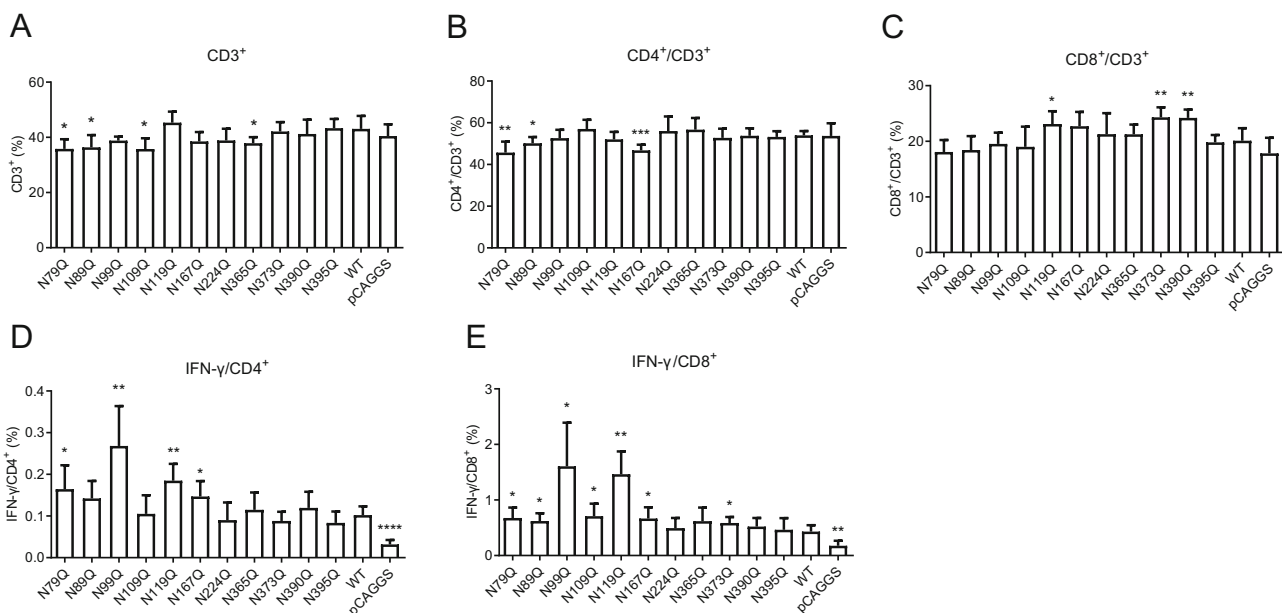 A
CD3⁺
CD3⁺ (%)
60
40
20
0
* * * *
N79Q N89Q N99Q N109Q N119Q N167Q N224Q N365Q N373Q N390Q N395Q WT pCAGGS
B
CD4⁺/CD3⁺
CD4⁺/CD3⁺ (%)
80
60
40
20
0
** * ***
N79Q N89Q N99Q N109Q N119Q N167Q N224Q N365Q N373Q N390Q N395Q WT pCAGGS
C
CD8⁺/CD3⁺
CD8⁺/CD3⁺ (%)
30
20
10
0
* ** **
N79Q N89Q N99Q N109Q N119Q N167Q N224Q N365Q N373Q N390Q N395Q WT pCAGGS
D
IFN-γ/CD4⁺
IFN-γ/CD4⁺ (%)
0.4
0.3
0.2
0.1
0.0
* ** ** * ****
N79Q N89Q N99Q N109Q N119Q N167Q N224Q N365Q N373Q N390Q N395Q WT pCAGGS
E
IFN-γ/CD8⁺
IFN-γ/CD8⁺ (%)
3
2
1
0
* * * * ** * * **
N79Q N89Q N99Q N109Q N119Q N167Q N224Q N365Q N373Q N390Q N395Q WT pCAGGS